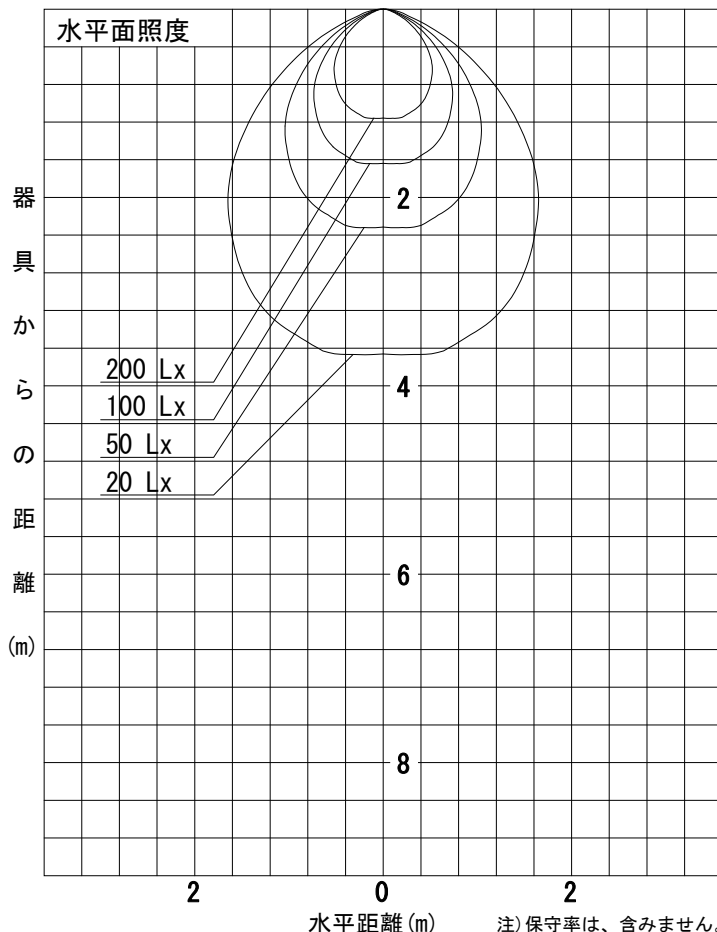 水平面照度
器具からの距離(m)
2
4
6
8
200 Lx
100 Lx
50 Lx
20 Lx
2 0 2
水平距離(m)
注)保守率は、含みません。